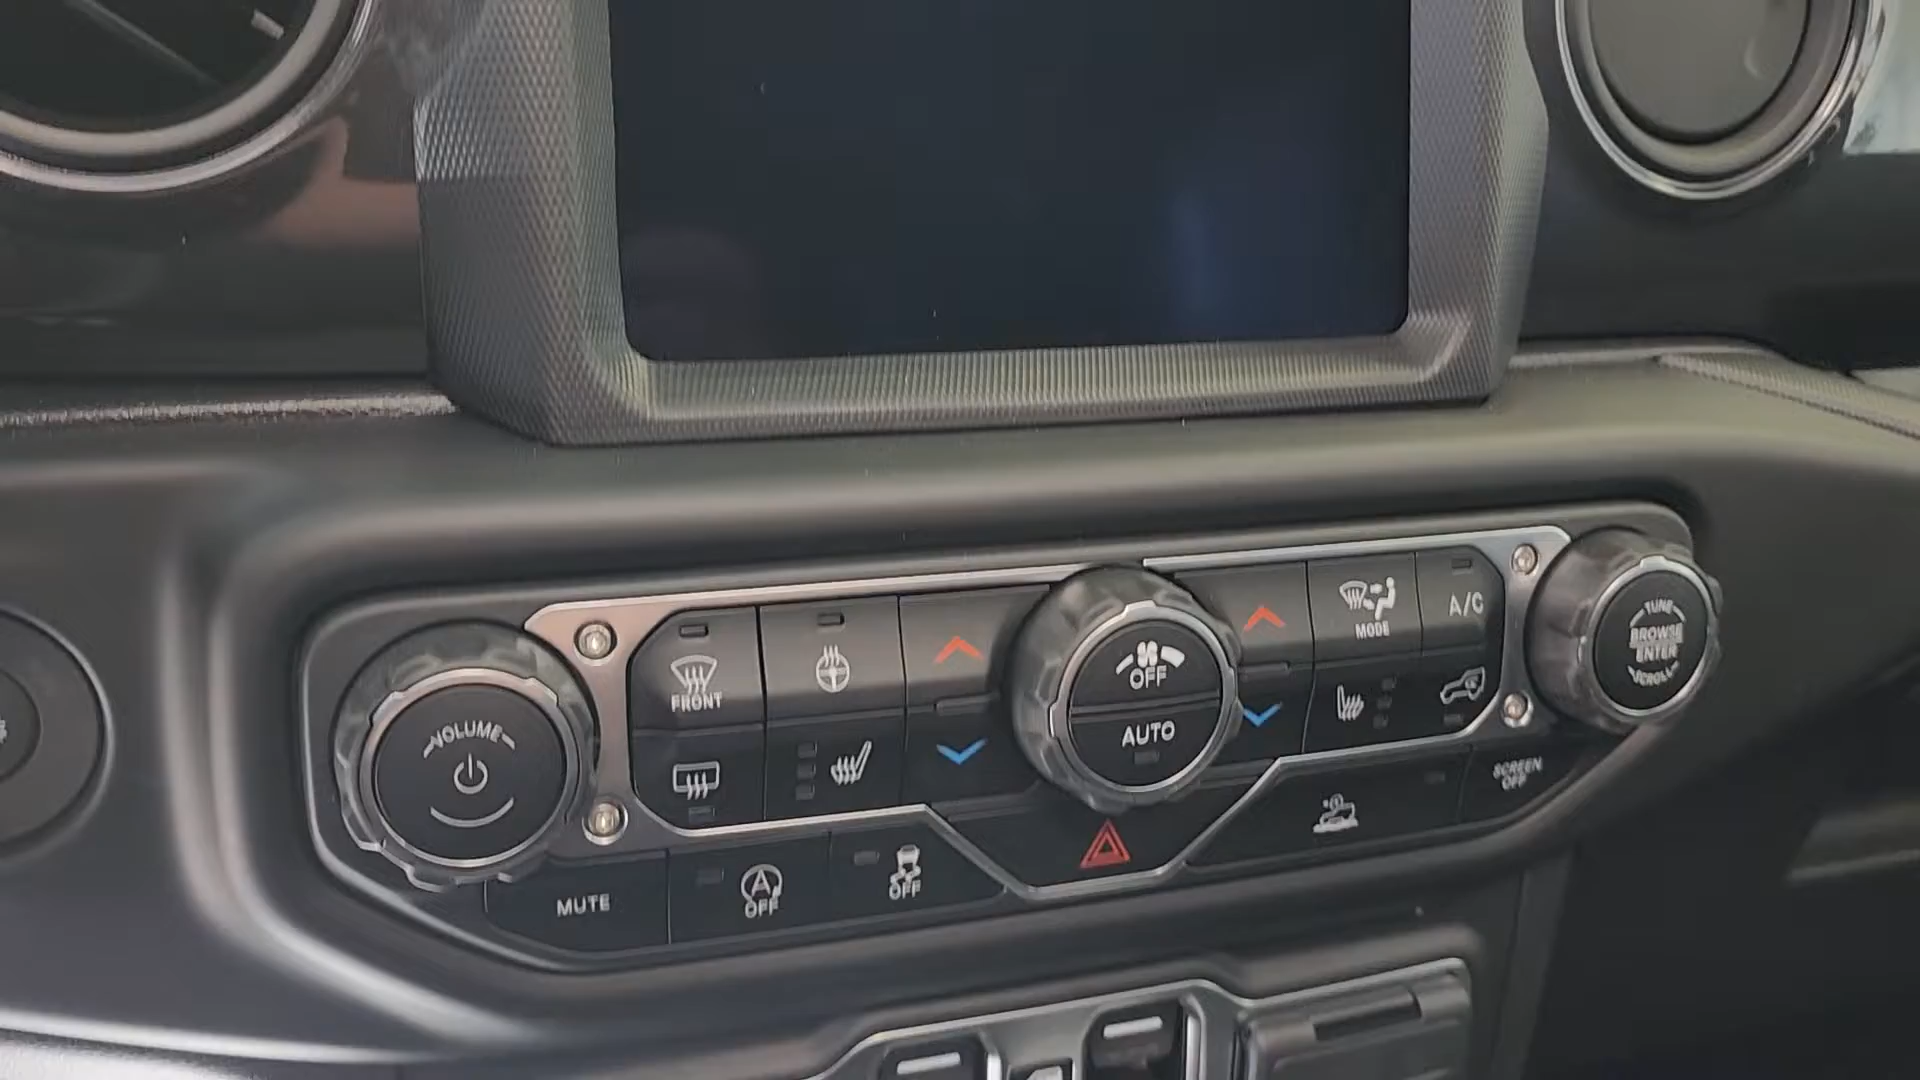 FRONT
VOLUME
OFF
AUTO
MODE
A/C
TUNE
BROWSE
ENTER
SCROLL
MUTE
A
OFF
OFF
SCREEN
OFF